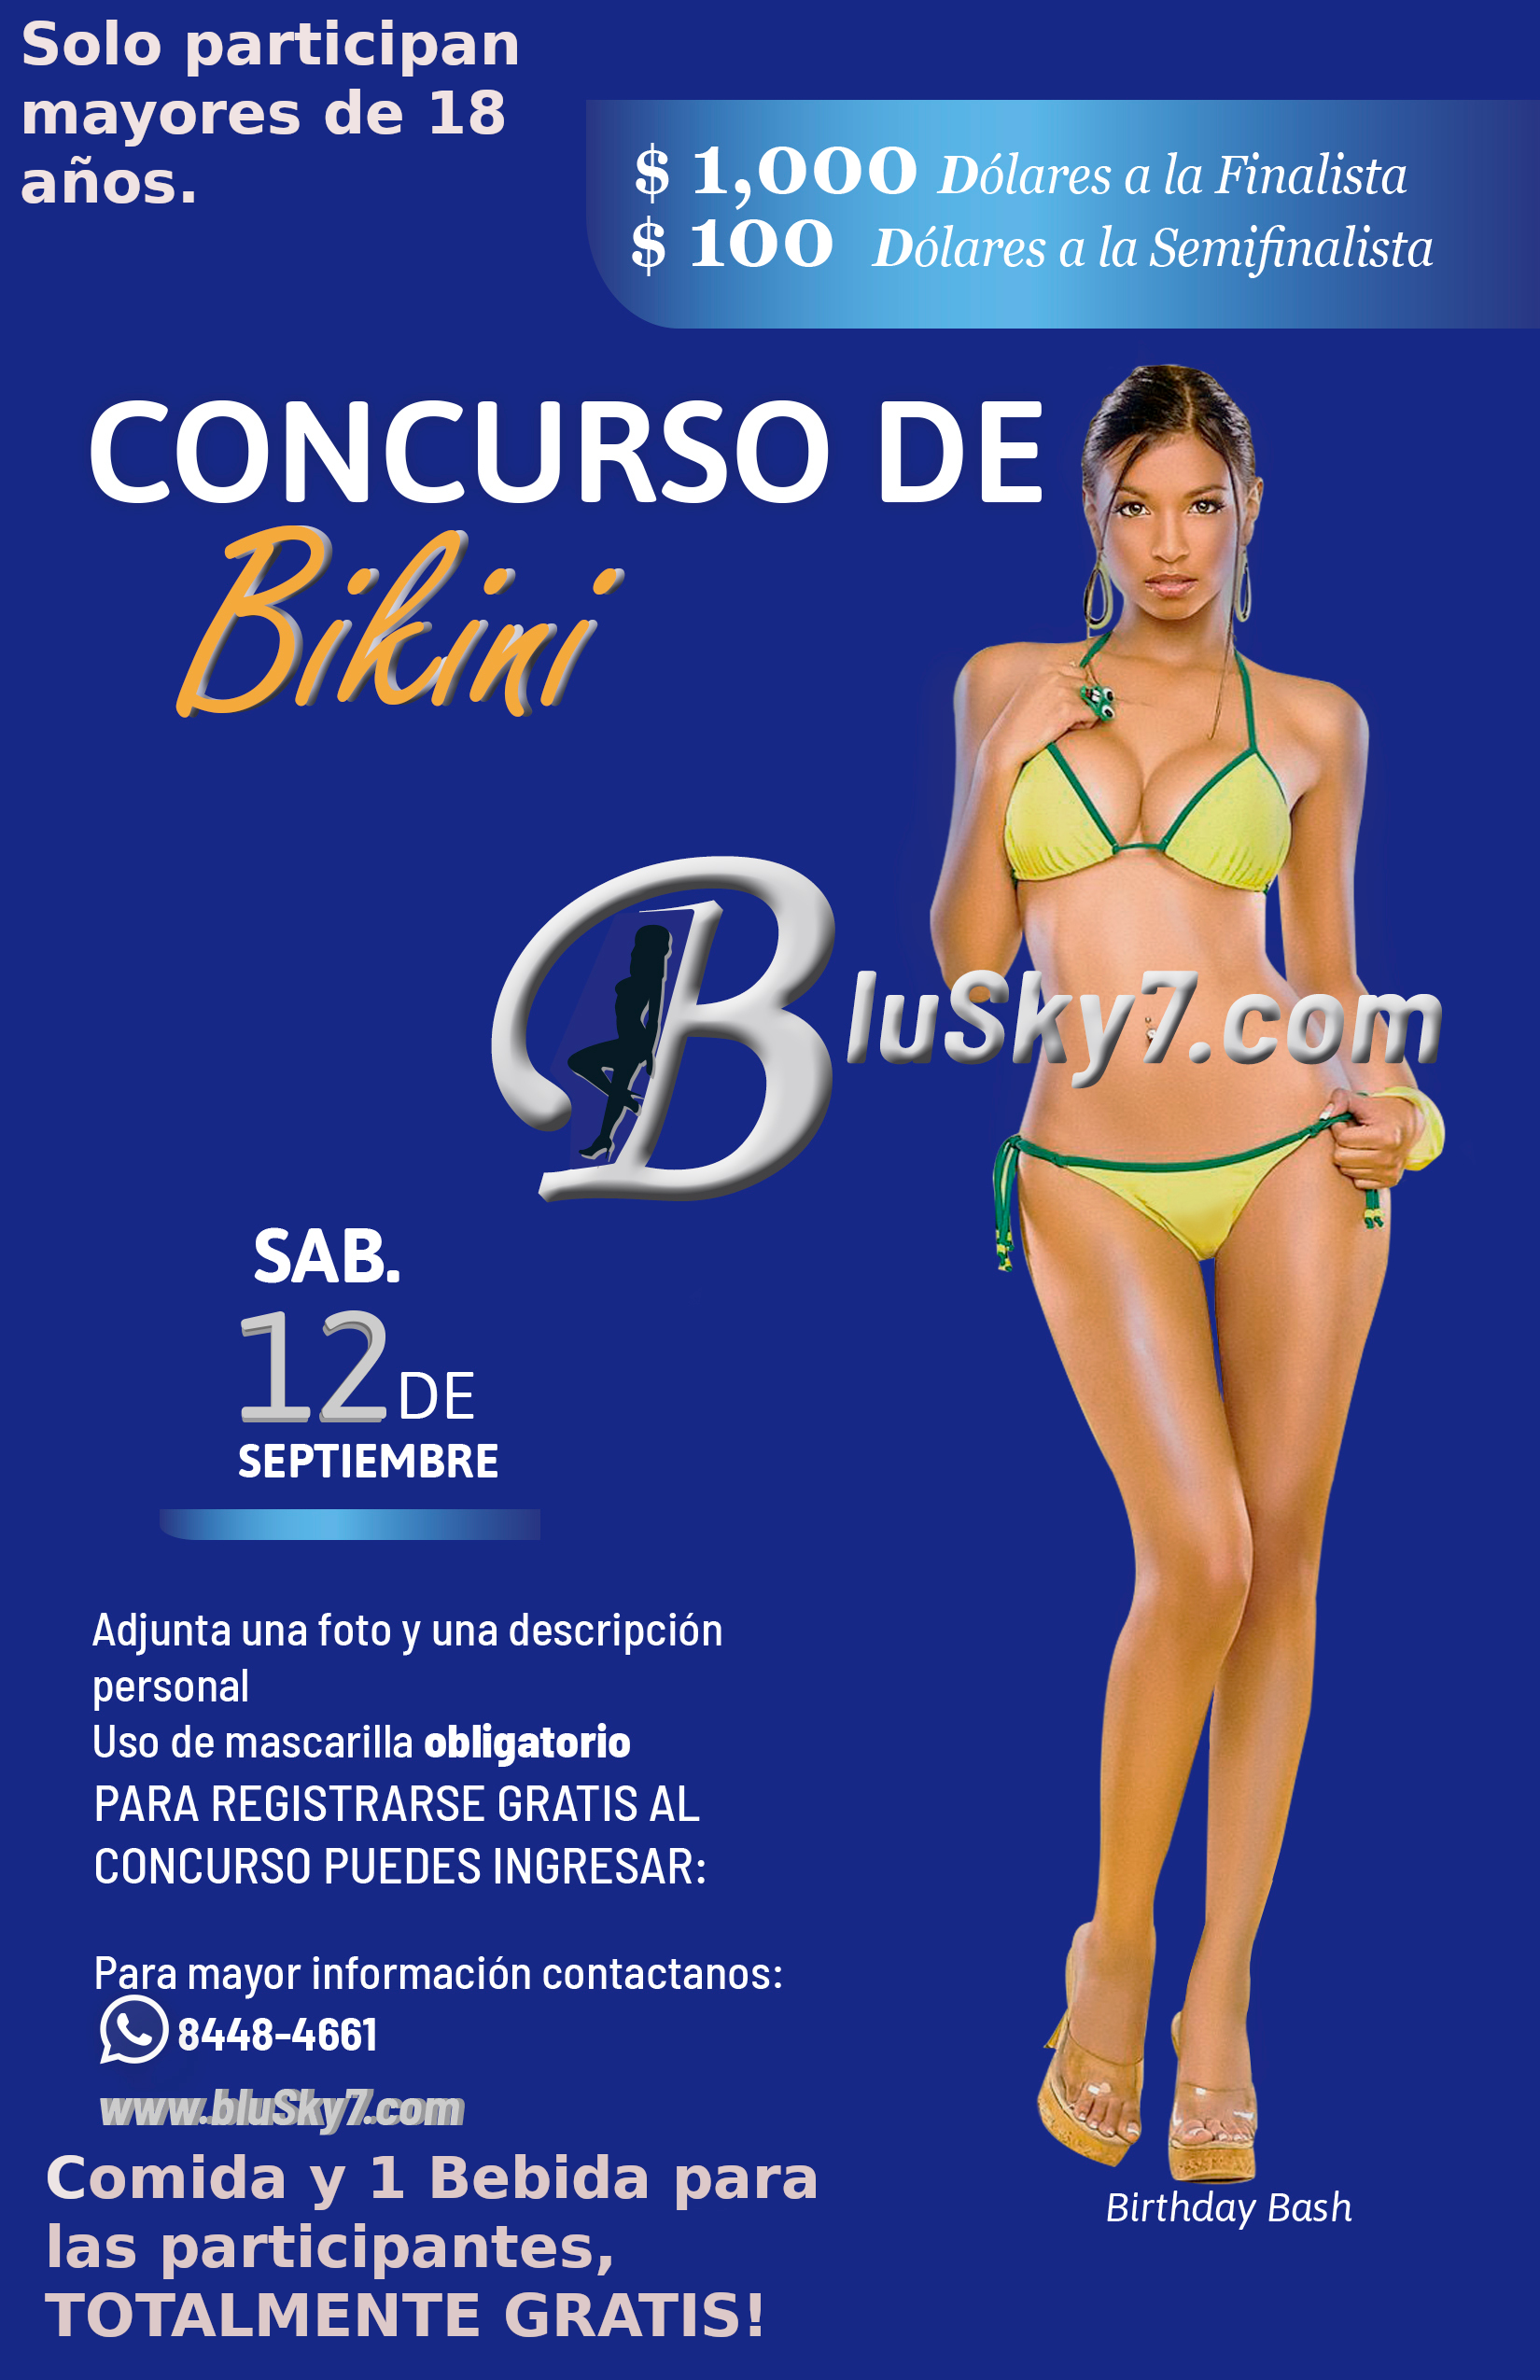 Solo participan
mayores de 18
años.
$ 1,000 Dólares a la Finalista
$ 100 Dólares a la Semifinalista
CONCURSO DE
Bikini
BluSky7.com
SAB.
12 DE
SEPTIEMBRE
Adjunta una foto y una descripción
personal
Uso de mascarilla obligatorio
PARA REGISTRARSE GRATIS AL
CONCURSO PUEDES INGRESAR:
Para mayor información contactanos:
8448-4661
www.bluSky7.com
Comida y 1 Bebida para
las participantes,
TOTALMENTE GRATIS!
Birthday Bash